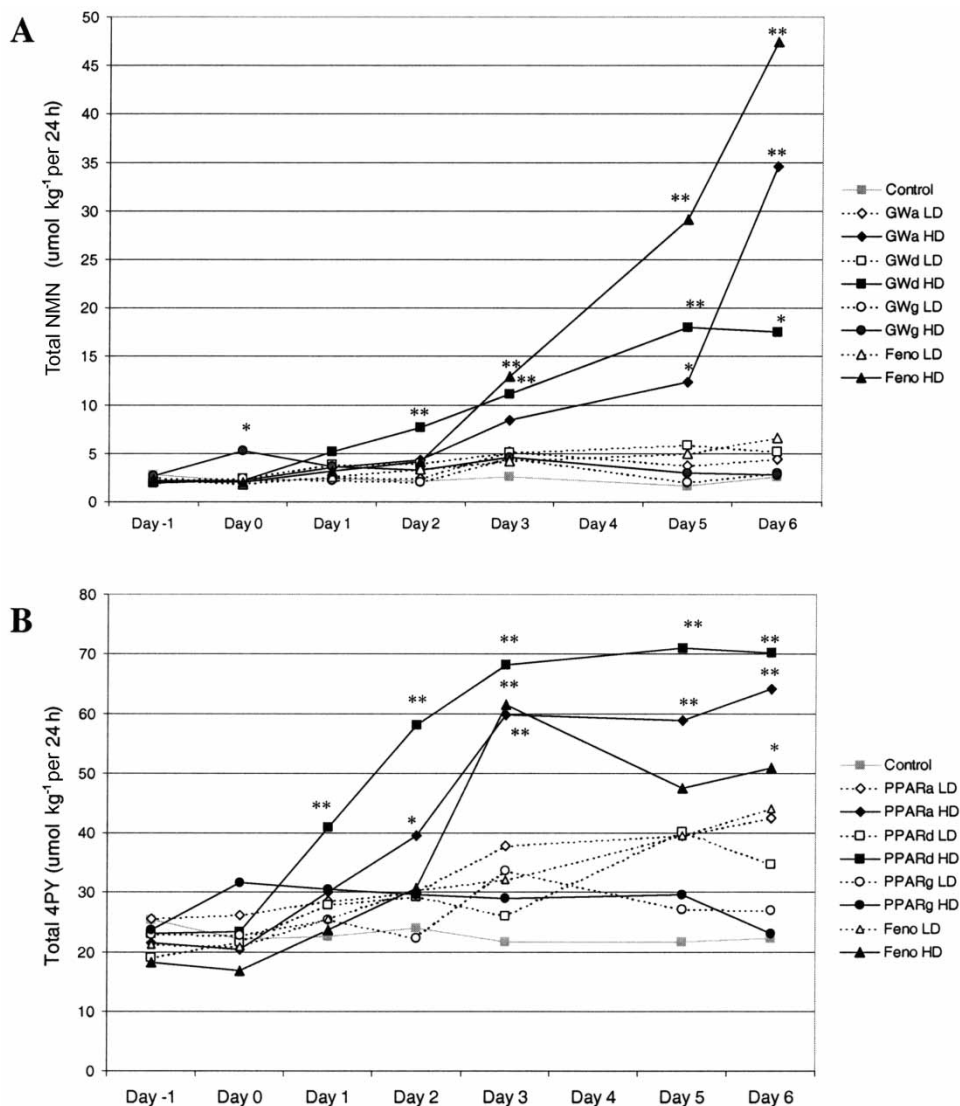 A
Total NMN (umol kg⁻¹ per 24 h)
50
45
40
35
30
25
20
15
10
5
0
** 
**
**
**
*
*
**
**
**
*
Day -1 Day 0 Day 1 Day 2 Day 3 Day 4 Day 5 Day 6
Control
GWa LD
GWa HD
GWd LD
GWd HD
GWg LD
GWg HD
Feno LD
Feno HD
B
Total 4PY (umol kg⁻¹ per 24 h)
80
70
60
50
40
30
20
10
0
**
**
**
**
**
**
**
**
**
*
*
Day -1 Day 0 Day 1 Day 2 Day 3 Day 4 Day 5 Day 6
Control
PPARa LD
PPARa HD
PPARd LD
PPARd HD
PPARg LD
PPARg HD
Feno LD
Feno HD